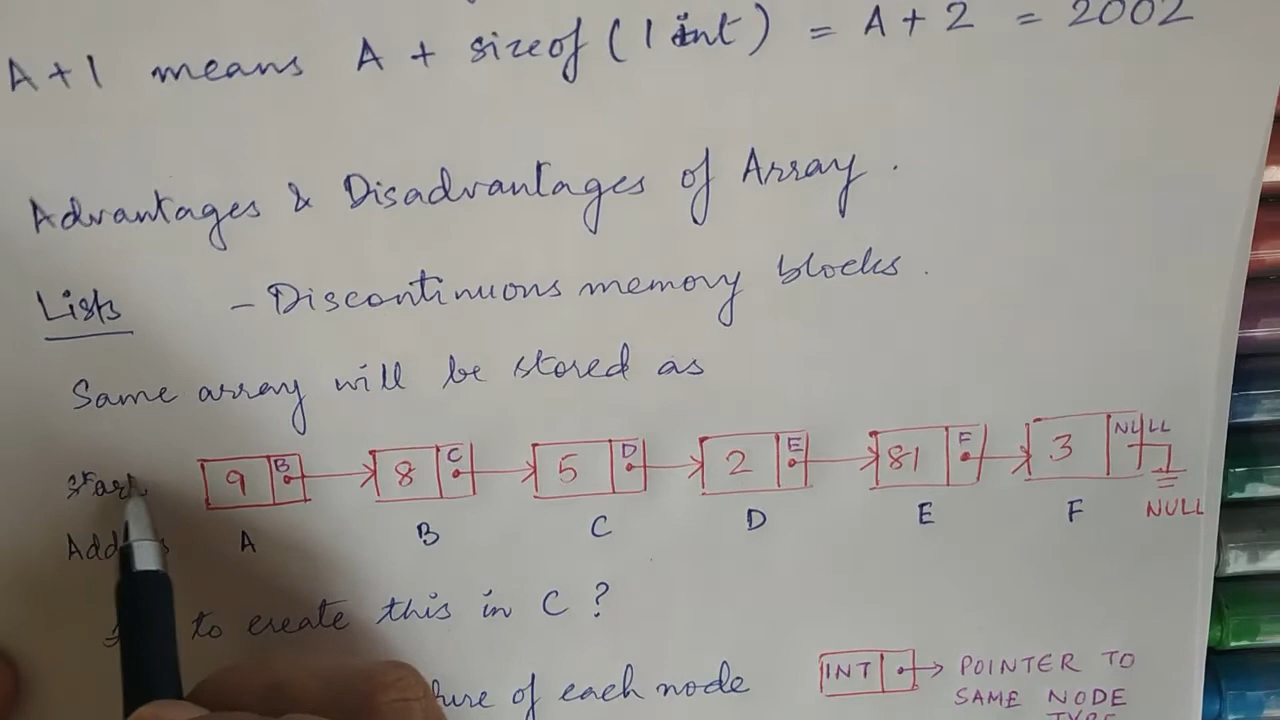 A+1 means A + sizeof (1 int) = A+2 = 2002
Advantages & Disadvantages of Array.
Lists - Discontinuous memory blocks.
Same array will be stored as
Start 9 B 8 C 5 D 2 E 81 F 3 NULL
NULL
A B C D E F
to create this in C ?
of each node
INT POINTER TO
SAME NODE
TYPE